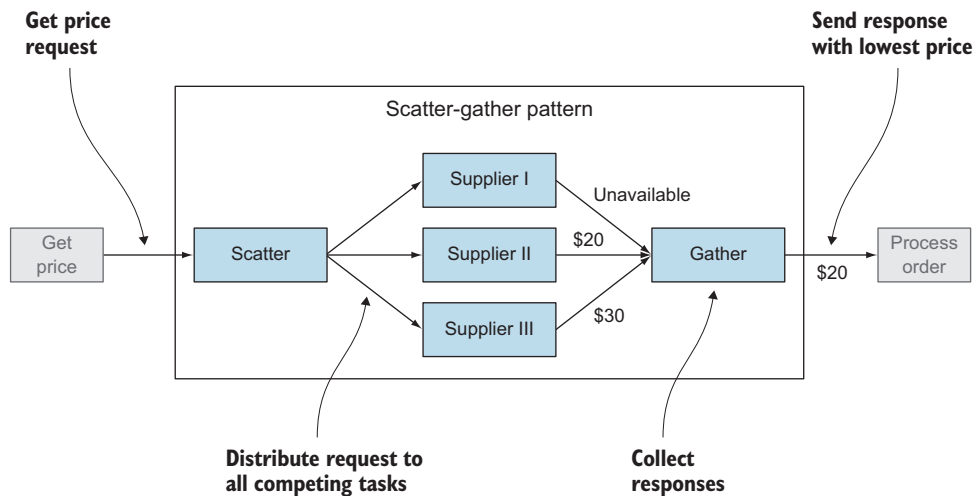 Get price
request
Send response
with lowest price
Scatter-gather pattern
Supplier I
Unavailable
Get
price
Scatter
Supplier II
$20
Gather
$20
Process
order
Supplier III
$30
Distribute request to
all competing tasks
Collect
responses